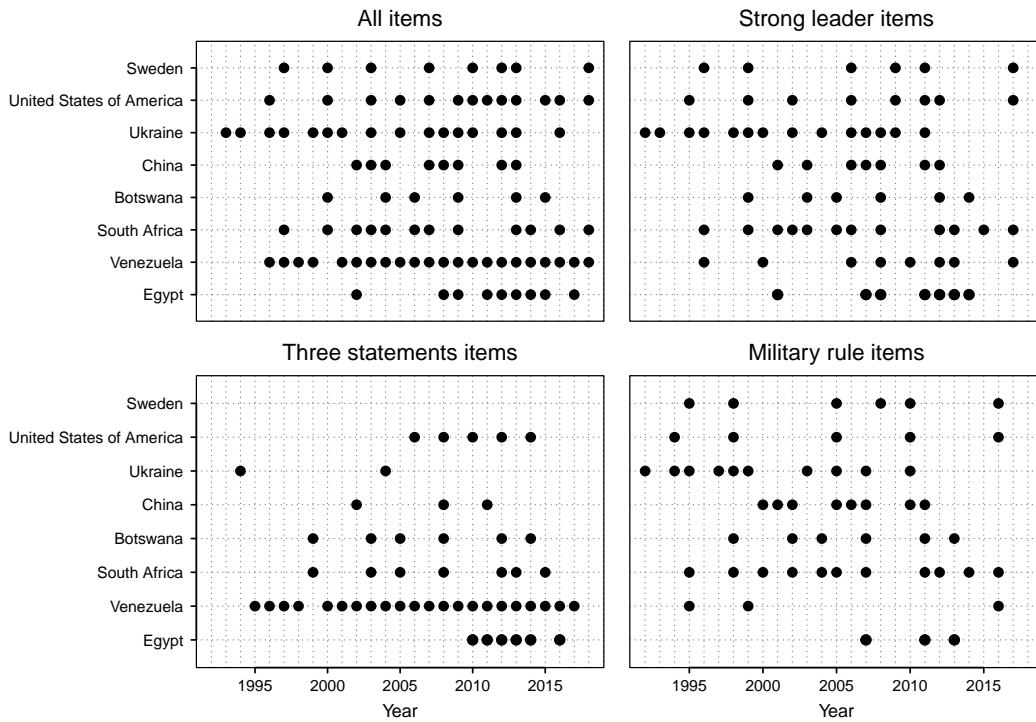 All items
Strong leader items
Sweden
United States of America
Ukraine
China
Botswana
South Africa
Venezuela
Egypt
Three statements items
Military rule items
Sweden
United States of America
Ukraine
China
Botswana
South Africa
Venezuela
Egypt
1995 2000 2005 2010 2015 1995 2000 2005 2010 2015
Year Year